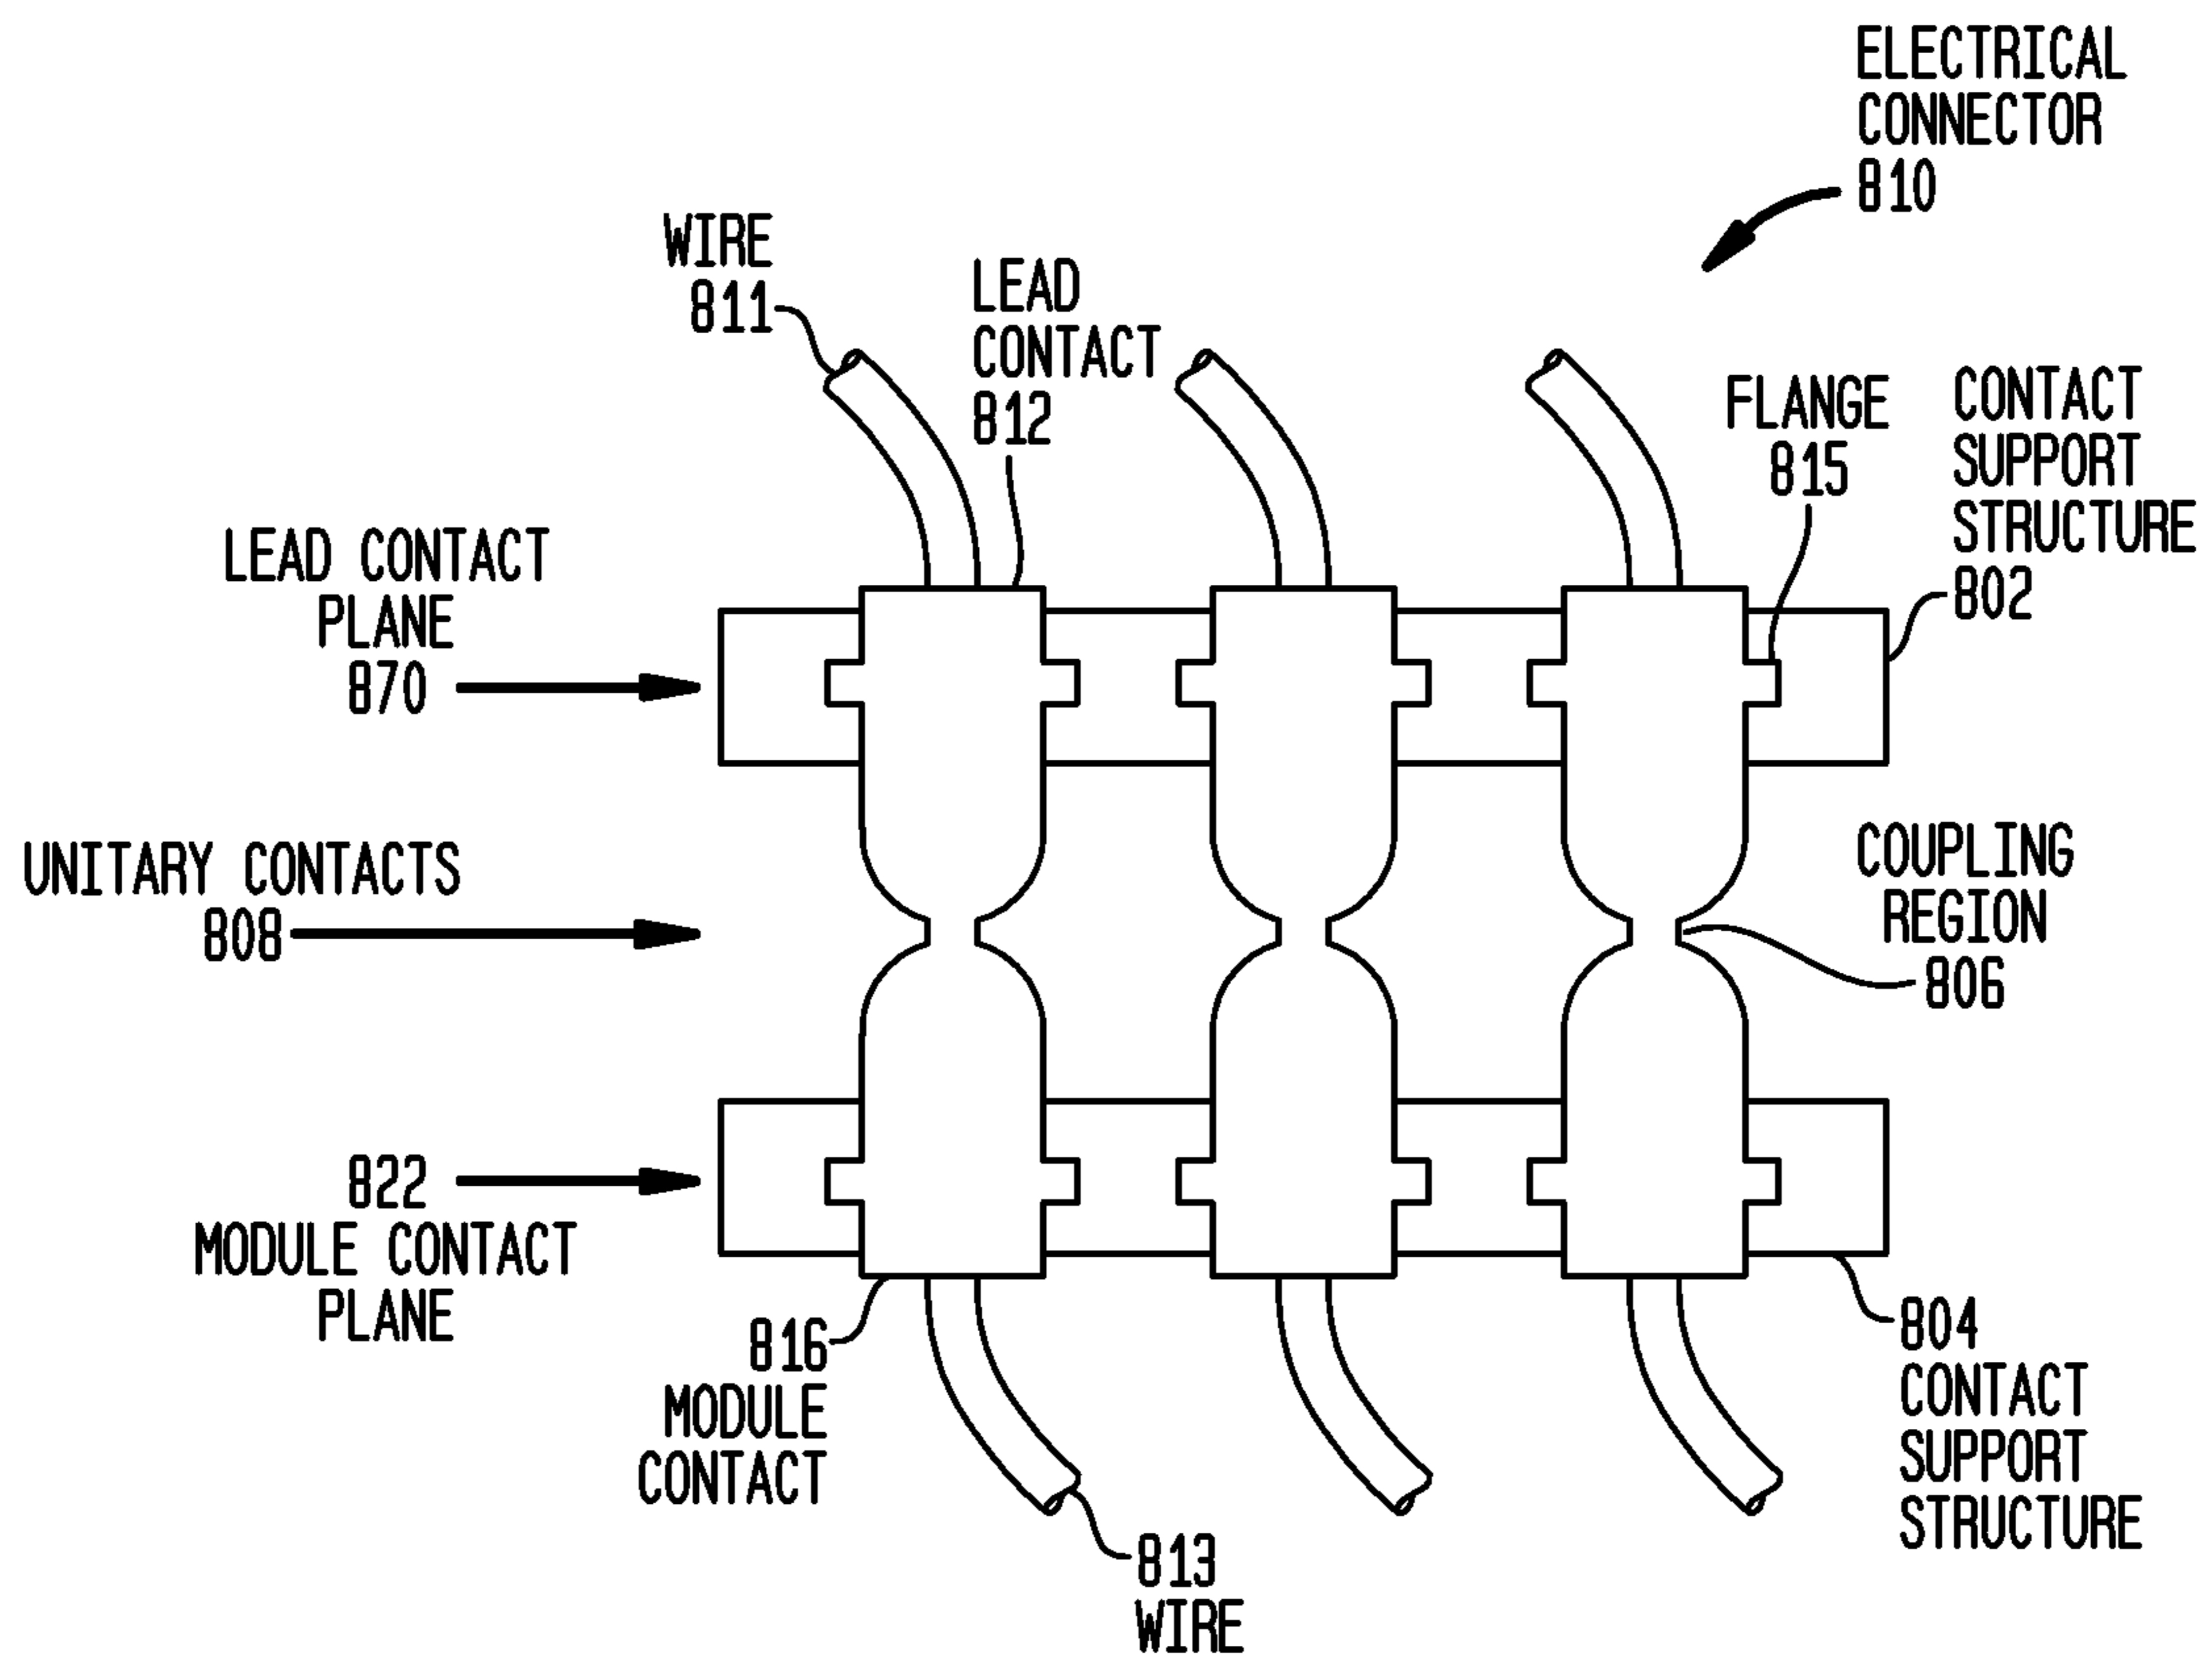 ELECTRICAL
CONNECTOR
810
WIRE
811
LEAD
CONTACT
812
FLANGE
815
CONTACT
SUPPORT
STRUCTURE
802
LEAD CONTACT
PLANE
870
UNITARY CONTACTS
808
COUPLING
REGION
806
822
MODULE CONTACT
PLANE
816
MODULE
CONTACT
804
CONTACT
SUPPORT
STRUCTURE
813
WIRE